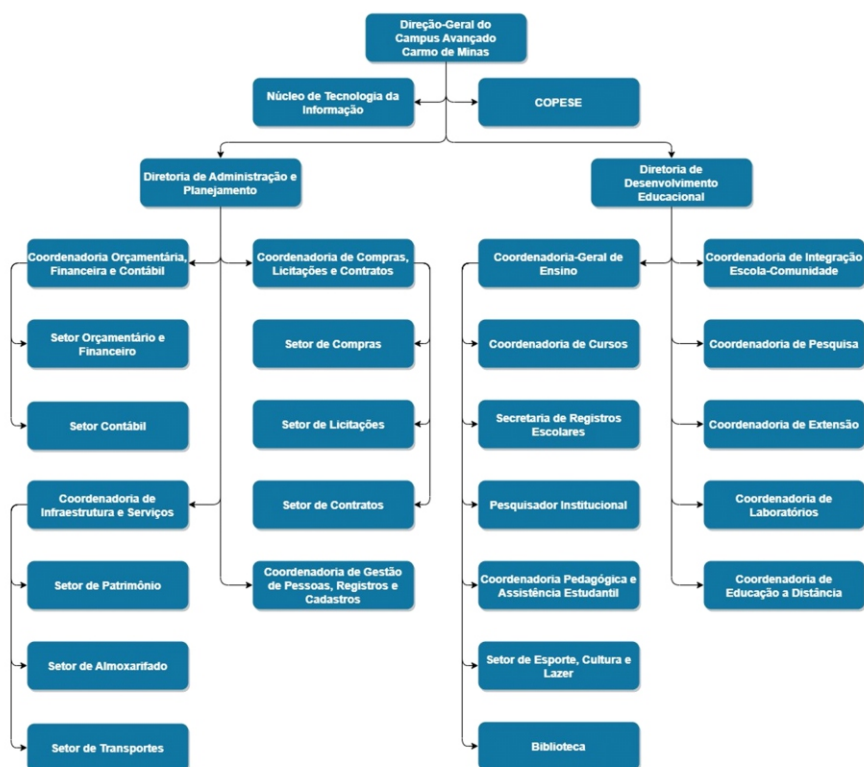 Direção-Geral do
Campus Avançado
Carmo de Minas
Núcleo de Tecnologia da
Informação
COPESE
Diretoria de Administração e
Planejamento
Diretoria de
Desenvolvimento
Educacional
Coordenadoria Orçamentária,
Financeira e Contábil
Coordenadoria de Compras,
Licitações e Contratos
Coordenadoria-Geral de
Ensino
Coordenadoria de Integração
Escola-Comunidade
Setor Orçamentário e
Financeiro
Setor de Compras
Coordenadoria de Cursos
Coordenadoria de Pesquisa
Setor Contábil
Setor de Licitações
Secretaria de Registros
Escolares
Coordenadoria de Extensão
Coordenadoria de
Infraestrutura e Serviços
Setor de Contratos
Pesquisador Institucional
Coordenadoria de
Laboratórios
Setor de Patrimônio
Coordenadoria de Gestão
de Pessoas, Registros e
Cadastros
Coordenadoria Pedagógica e
Assistência Estudantil
Coordenadoria de
Educação a Distância
Setor de Almoxarifado
Setor de Esporte, Cultura e
Lazer
Setor de Transportes
Biblioteca